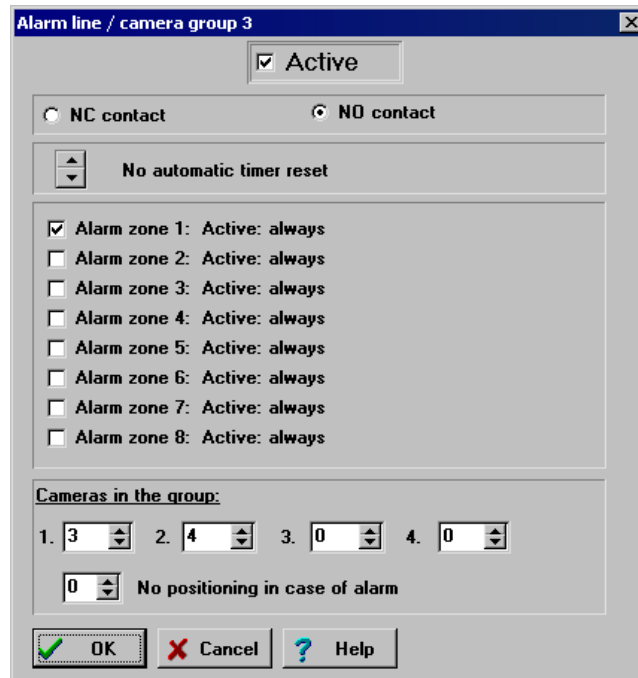 Alarm line / camera group 3
Active
NC contact NO contact
No automatic timer reset
Alarm zone 1: Active: always
Alarm zone 2: Active: always
Alarm zone 3: Active: always
Alarm zone 4: Active: always
Alarm zone 5: Active: always
Alarm zone 6: Active: always
Alarm zone 7: Active: always
Alarm zone 8: Active: always
Cameras in the group:
1. 3 2. 4 3. 0 4. 0
0 No positioning in case of alarm
OK Cancel ? Help